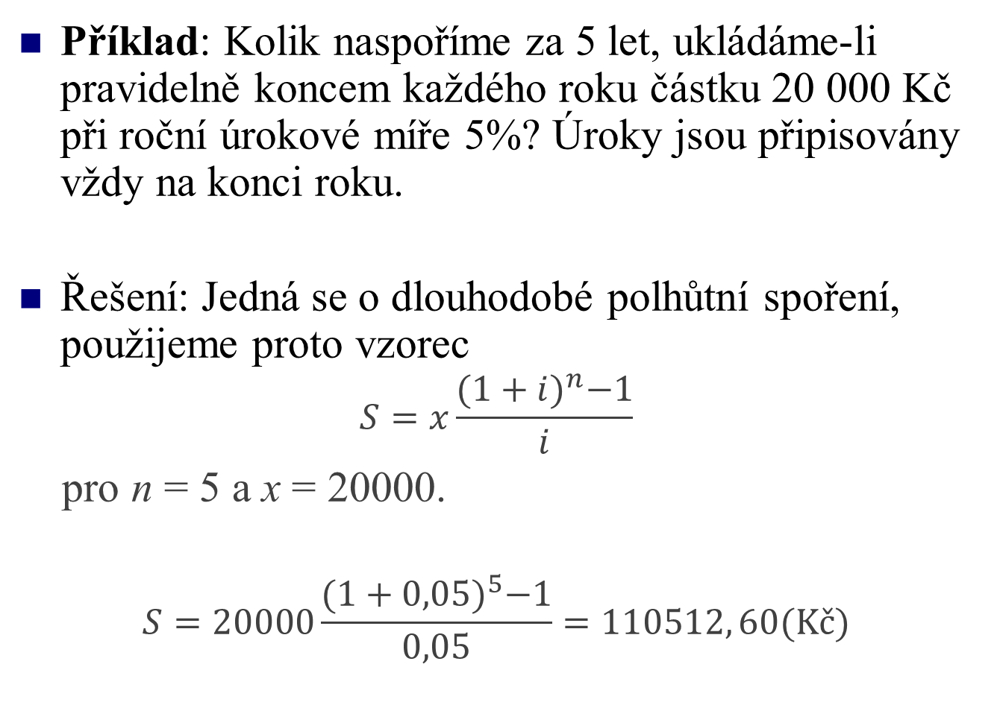 ▪ Příklad: Kolik naspoříme za 5 let, ukládáme-li
pravidelně koncem každého roku částku 20 000 Kč
při roční úrokové míře 5%? Úroky jsou připisovány
vždy na konci roku.
▪ Řešení: Jedná se o dlouhodobé polhůtní spoření,
použijeme proto vzorec
S = x \frac{(1 + i)^n − 1}{i}
pro n = 5 a x = 20000.
S = 20000 \frac{(1 + 0,05)^5 − 1}{0,05} = 110512,60(Kč)